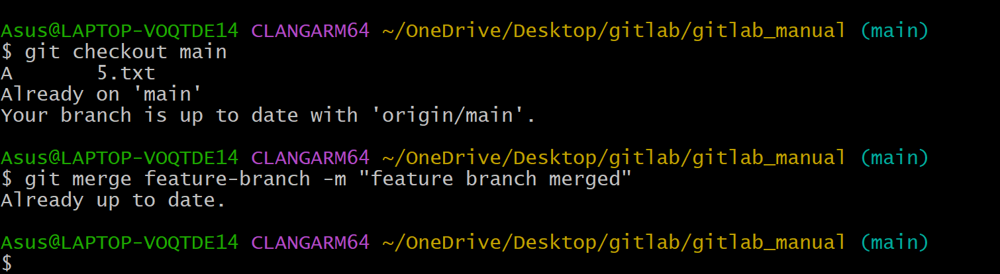 Asus@LAPTOP-VOQTDE14 CLANGARM64 ~/OneDrive/Desktop/gitlab/gitlab_manual (main)
$ git checkout main
A       5.txt
Already on 'main'
Your branch is up to date with 'origin/main'.
Asus@LAPTOP-VOQTDE14 CLANGARM64 ~/OneDrive/Desktop/gitlab/gitlab_manual (main)
$ git merge feature-branch -m "feature branch merged"
Already up to date.
Asus@LAPTOP-VOQTDE14 CLANGARM64 ~/OneDrive/Desktop/gitlab/gitlab_manual (main)
$